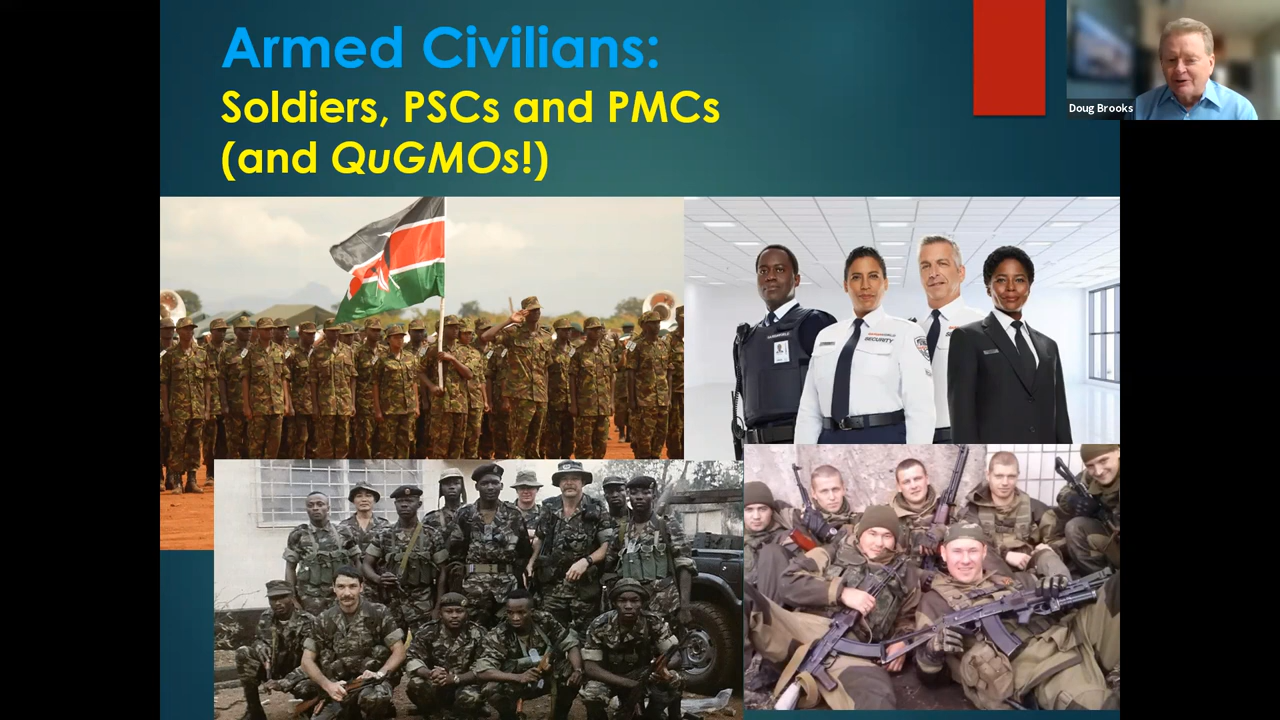 Armed Civilians:
Soldiers, PSCs and PMCs
(and QuGMOs!)
Doug Brooks
SECURITY